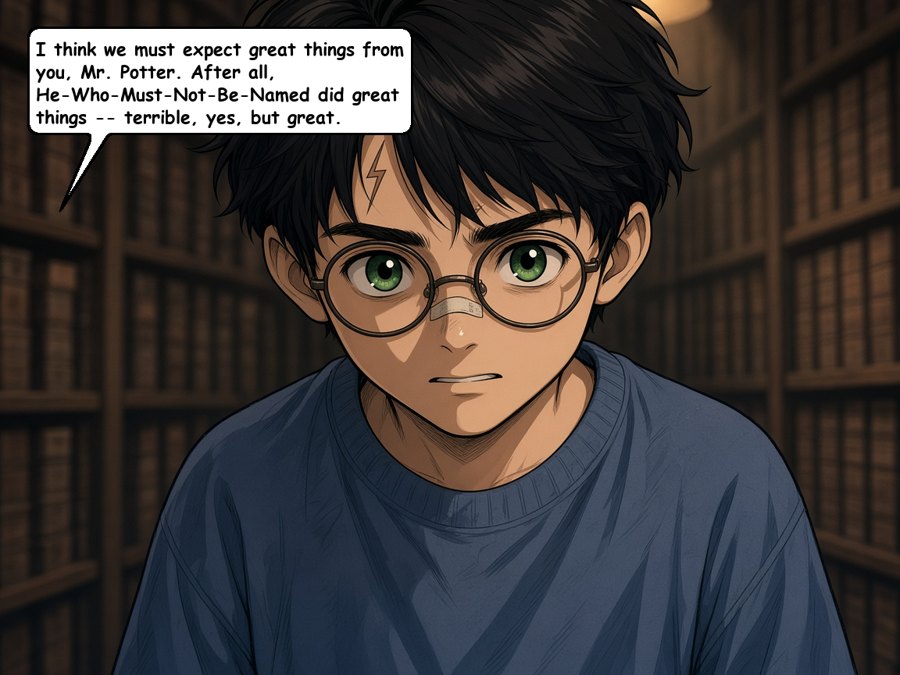 I think we must expect great things from
you, Mr. Potter. After all,
He-Who-Must-Not-Be-Named did great
things -- terrible, yes, but great.